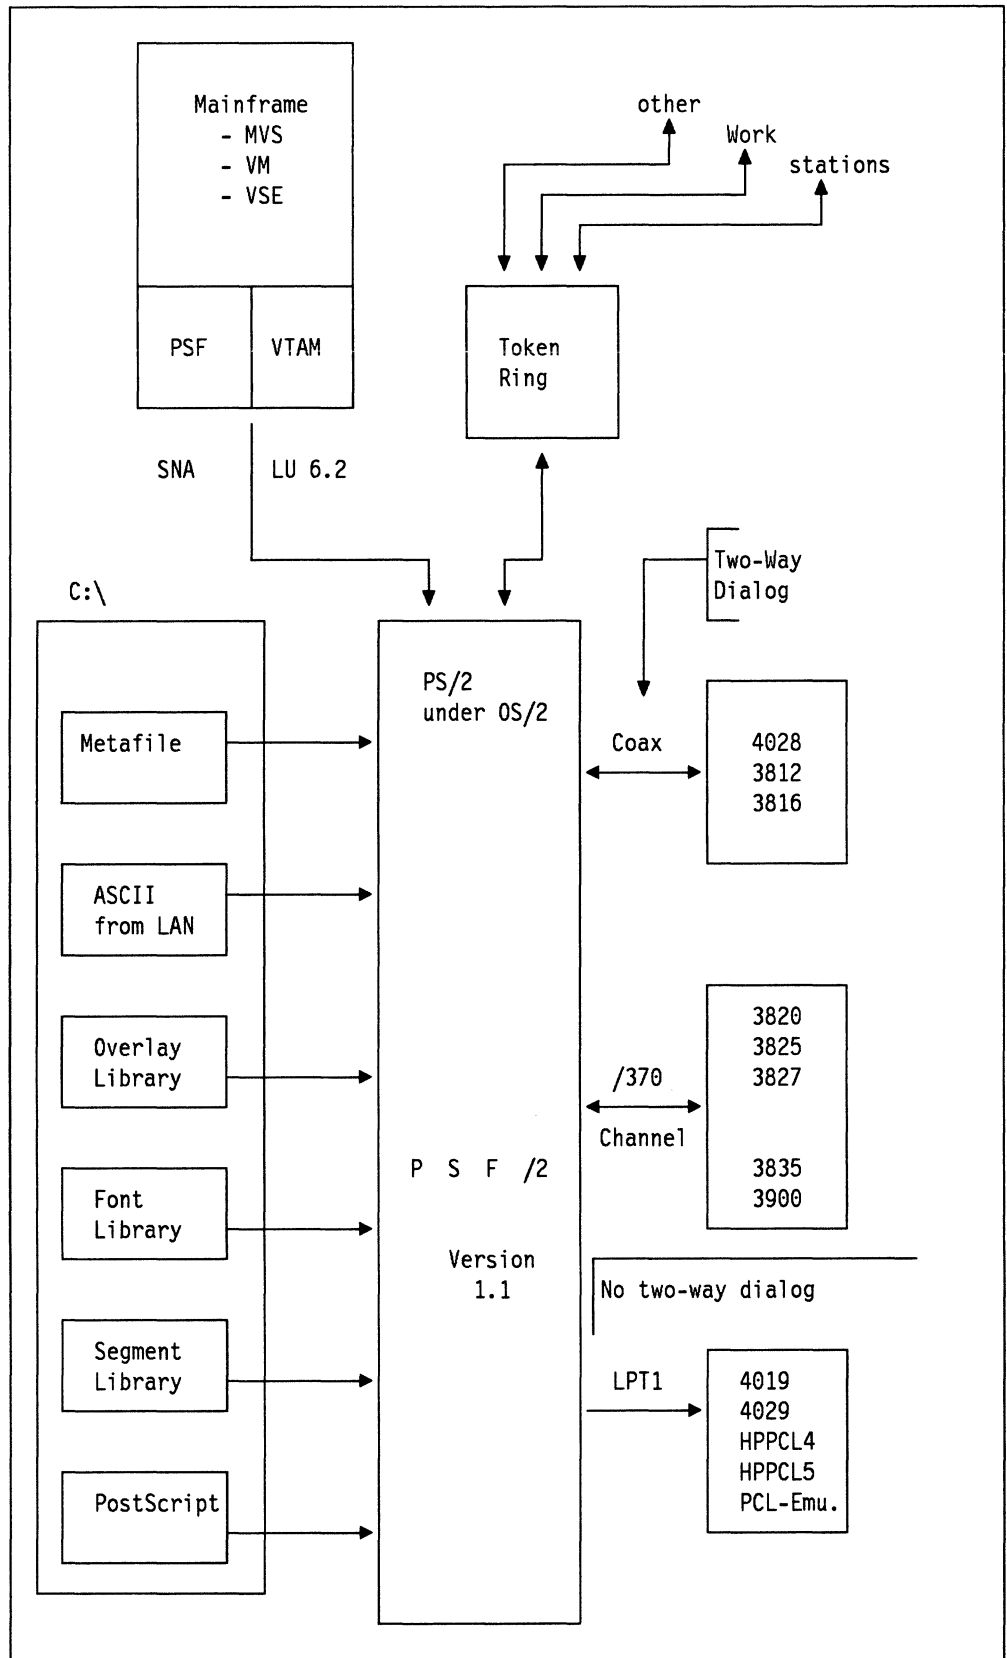 Mainframe
- MVS
- VM
- VSE
PSF
VTAM
other
Work
stations
Token
Ring
SNA
LU 6.2
Two-Way
Dialog
C:\
Metafile
ASCII
from LAN
Overlay
Library
Font
Library
Segment
Library
PostScript
PS/2
under OS/2
P S F /2
Version
1.1
Coax
4028
3812
3816
/370
Channel
3820
3825
3827
3835
3900
No two-way dialog
LPT1
4019
4029
HPPCL4
HPPCL5
PCL-Emu.